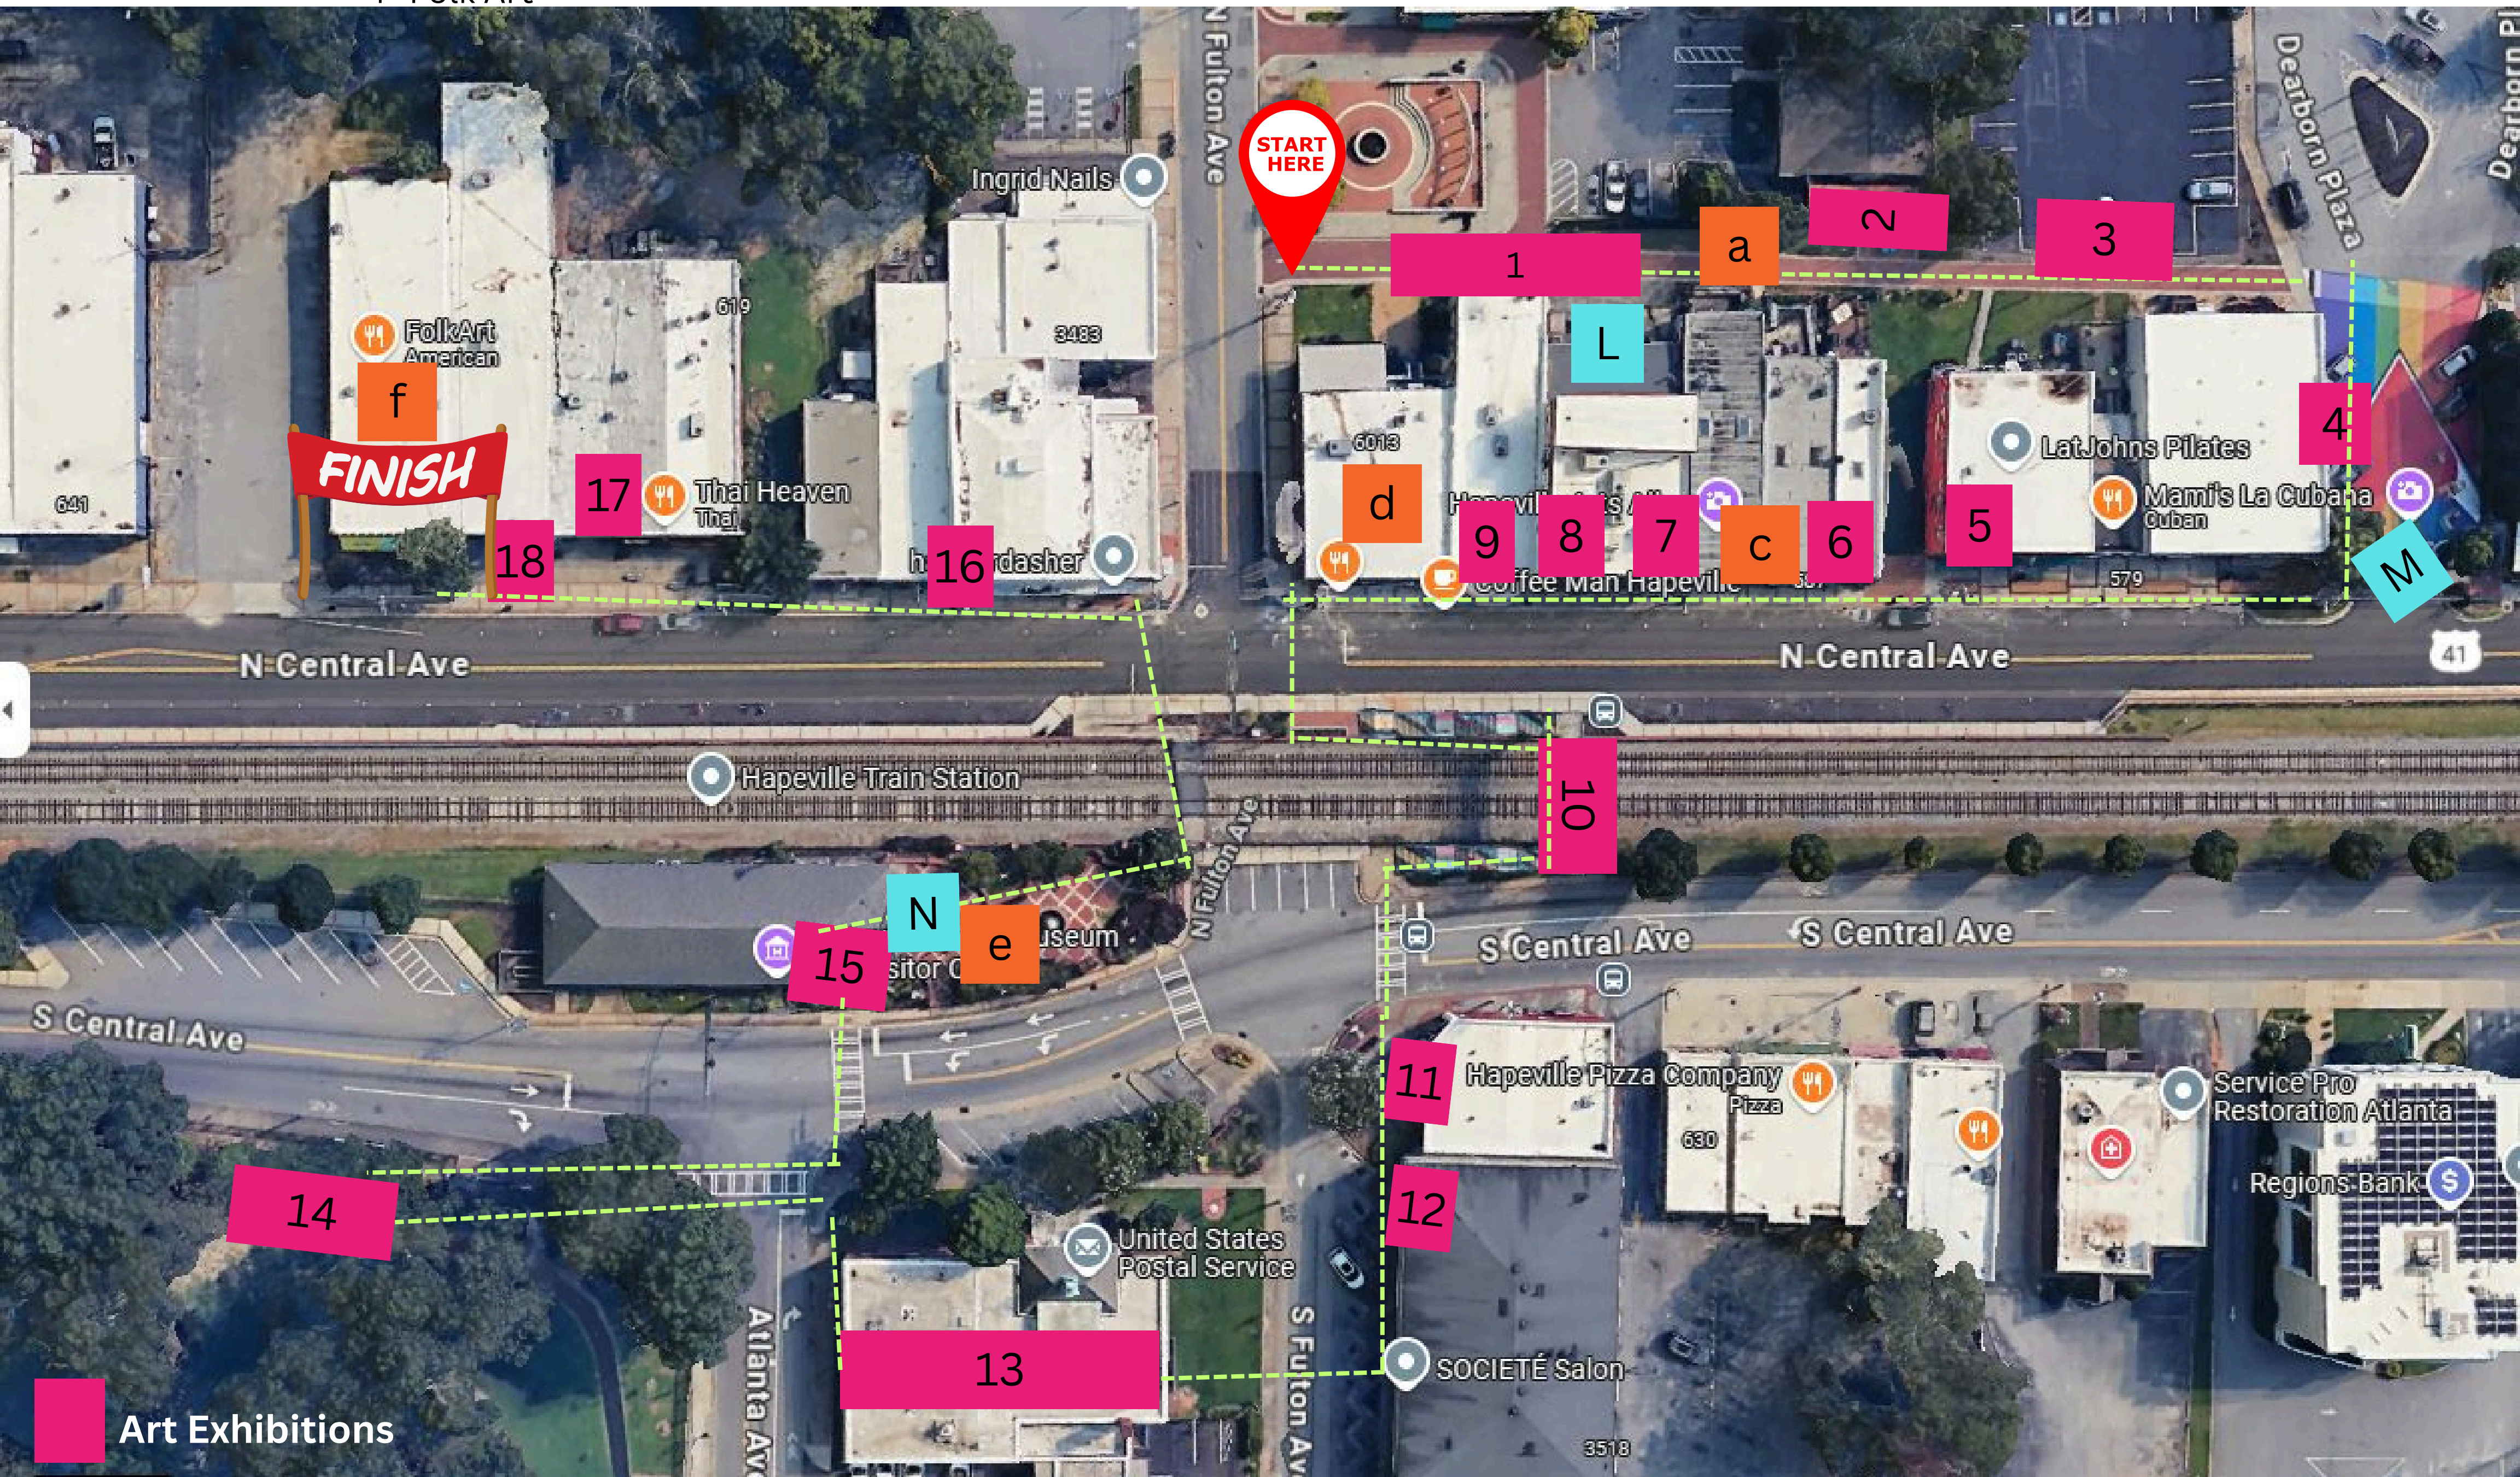 N Fulton Ave
Dearborn Plaza
START
HERE
Ingrid Nails
1
a
2
3
L
619
3483
FolkArt
American
f
FINISH
6013
LatJohns Pilates
4
641
17
Thai Heaven
Thai
d
Mami's La Cubana
Cuban
9
8
7
c
6
5
M
18
16
Coffee Man Hapeville
579
N Central Ave
N Central Ave
41
Hapeville Train Station
10
N Fulton Ave
N
e
15
S Central Ave
S Central Ave
S Central Ave
11
Hapeville Pizza Company
Pizza
Service Pro
Restoration Atlanta
630
14
12
Regions Bank
$
United States
Postal Service
Atlanta Ave
S Fulton Av
13
SOCIETÉ Salon
3518
Art Exhibitions